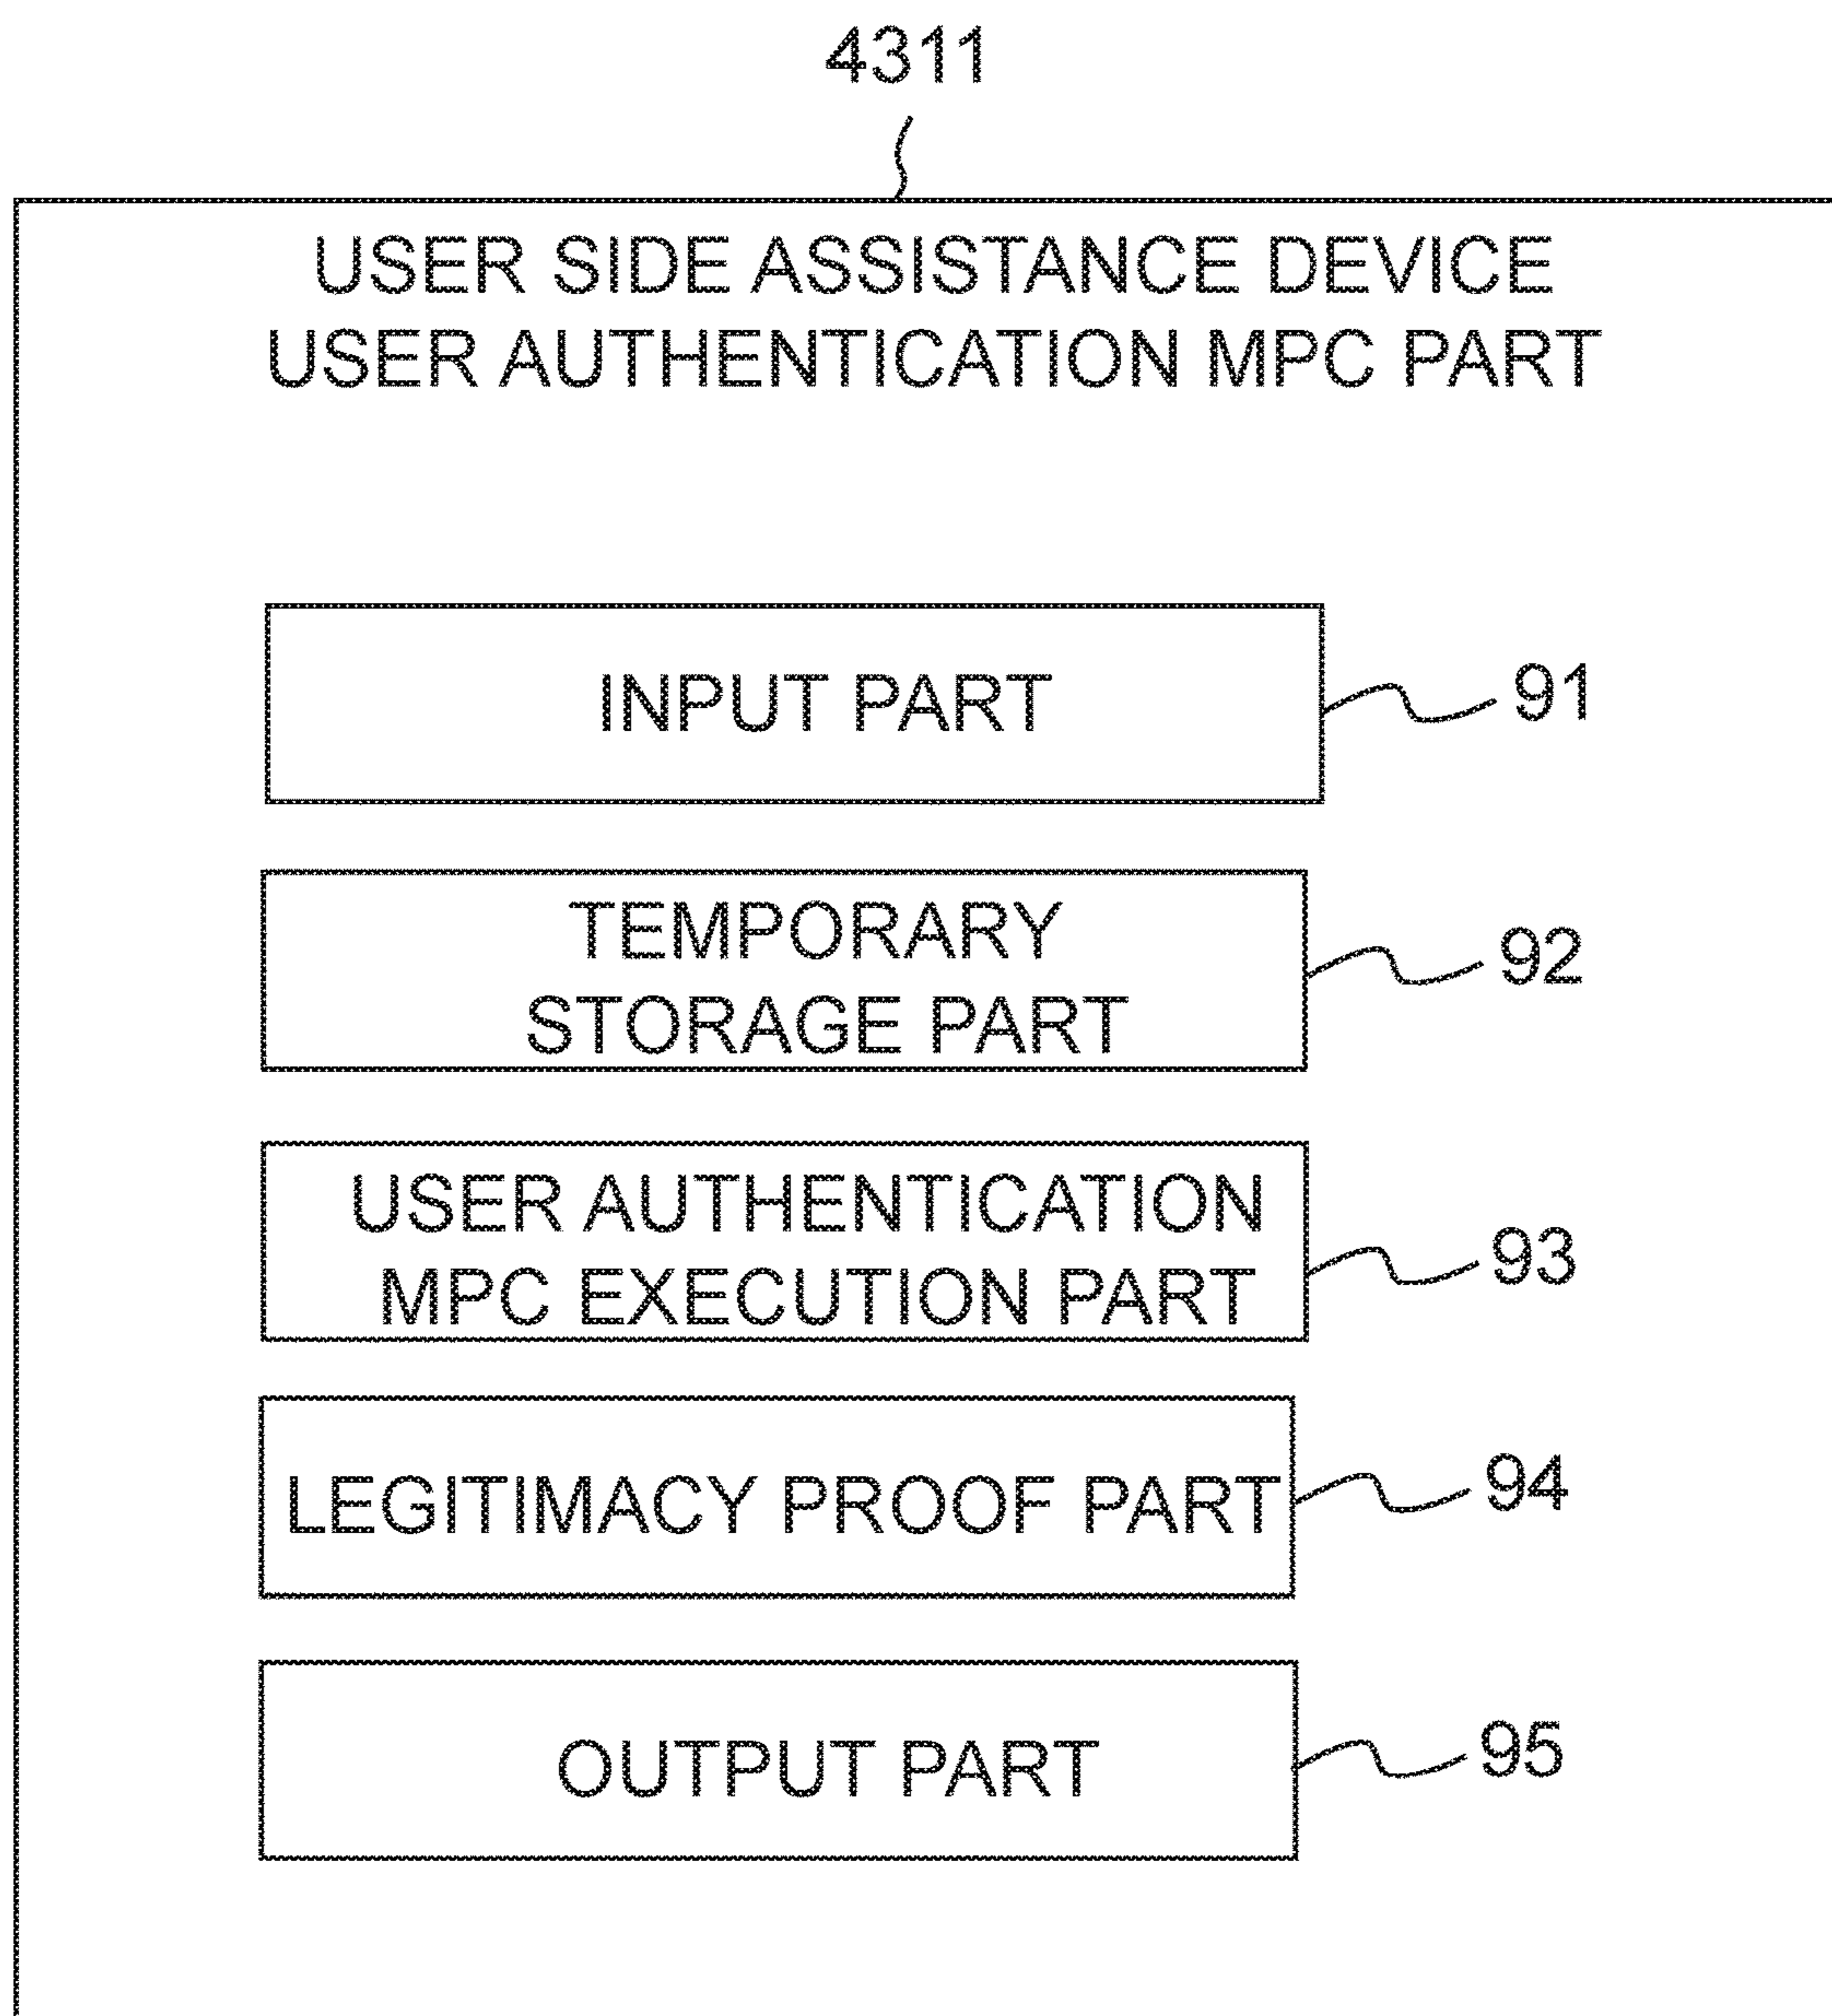 4311
USER SIDE ASSISTANCE DEVICE
USER AUTHENTICATION MPC PART
INPUT PART
91
TEMPORARY
STORAGE PART
92
USER AUTHENTICATION
MPC EXECUTION PART
93
LEGITIMACY PROOF PART
94
OUTPUT PART
95